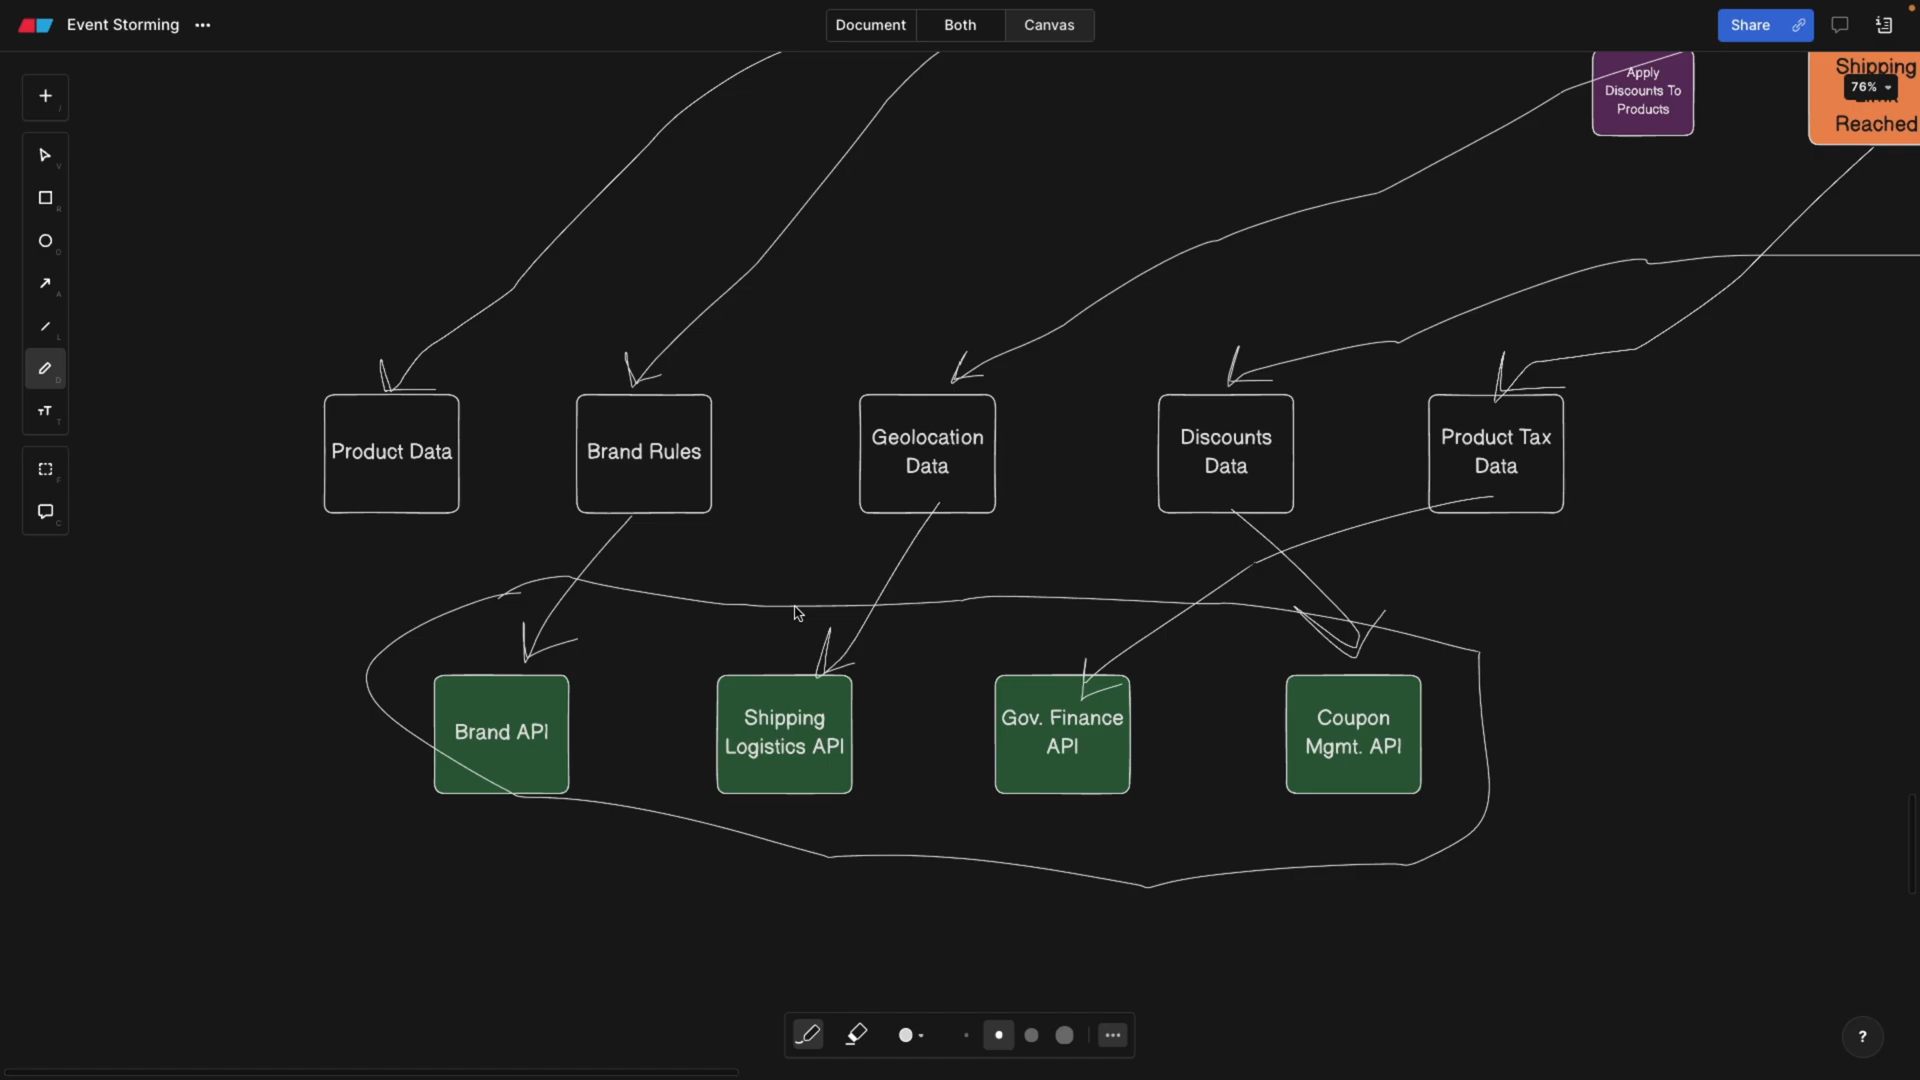 Event Storming
Document
Both
Canvas
Share
Apply
Discounts To
Products
Shipping
76%
Reached
Product Data
Brand Rules
Geolocation
Data
Discounts
Data
Product Tax
Data
Brand API
Shipping
Logistics API
Gov. Finance
API
Coupon
Mgmt. API
/
V
R
O
A
L
D
T
F
C
TT
?